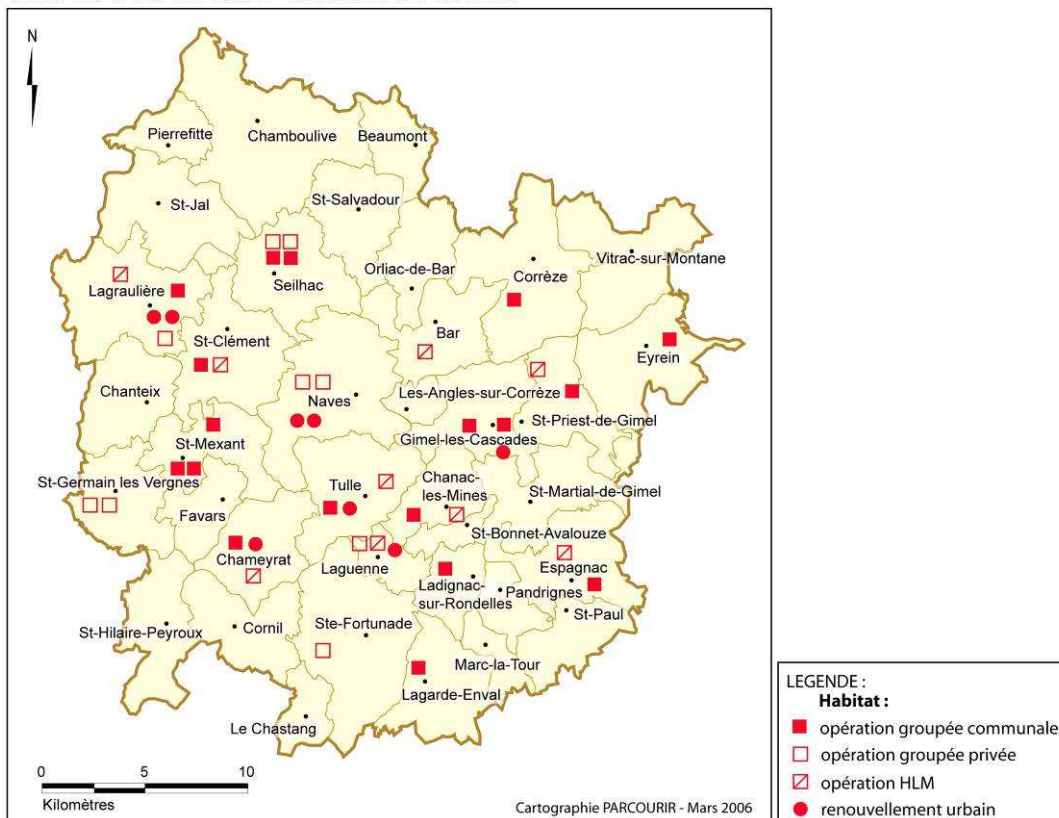 N
Pierrefitte
Chamboulive
Beaumont
St-Jal
St-Salvadour
Vitrac-sur-Montane
Corrèze
Orliac-de-Bar
Seilhac
Lagraulière
St-Clément
Bar
Eyrein
Chanteix
Naves
Les-Angles-sur-Corrèze
St-Priest-de-Gimel
Gimel-les-Cascades
St-Mexant
St-Germain les Vergnes
Tulle
Chanac-
les-Mines
St-Martial-de-Gimel
Favars
St-Bonnet-Avalouze
Chameyrat
Laguenne
Espagnac
Ladignac-
sur-Rondelles
Pandrignes
St-Paul
St-Hilaire-Peyroux
Cornil
Ste-Fortunade
Marc-la-Tour
Lagarde-Enval
Le Chastang
0 5 10
Kilomètres
Cartographie PARCOURIR - Mars 2006
LEGENDE :
Habitat :
opération groupée communale
opération groupée privée
opération HLM
renouvellement urbain